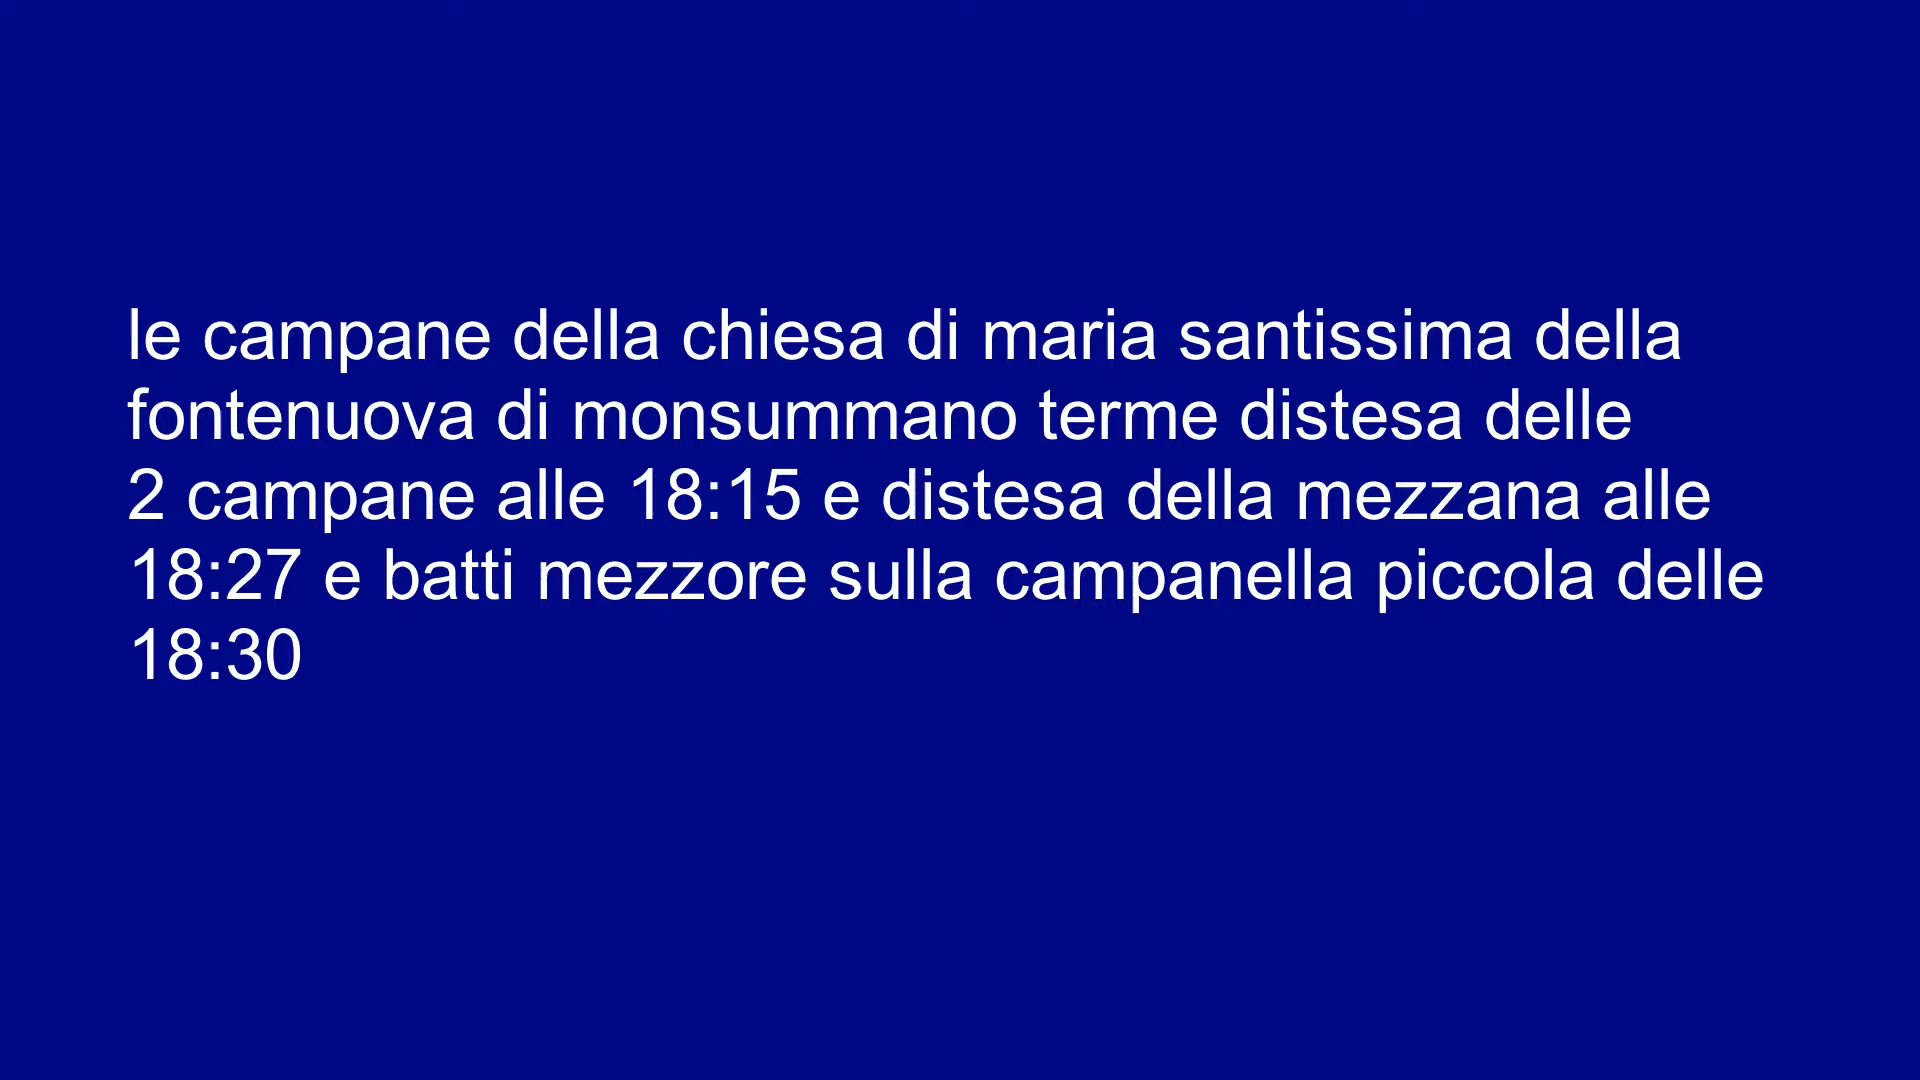 le campane della chiesa di maria santissima della
fontenuova di monsummano terme distesa delle
2 campane alle 18:15 e distesa della mezzana alle
18:27 e batti mezzore sulla campanella piccola delle
18:30